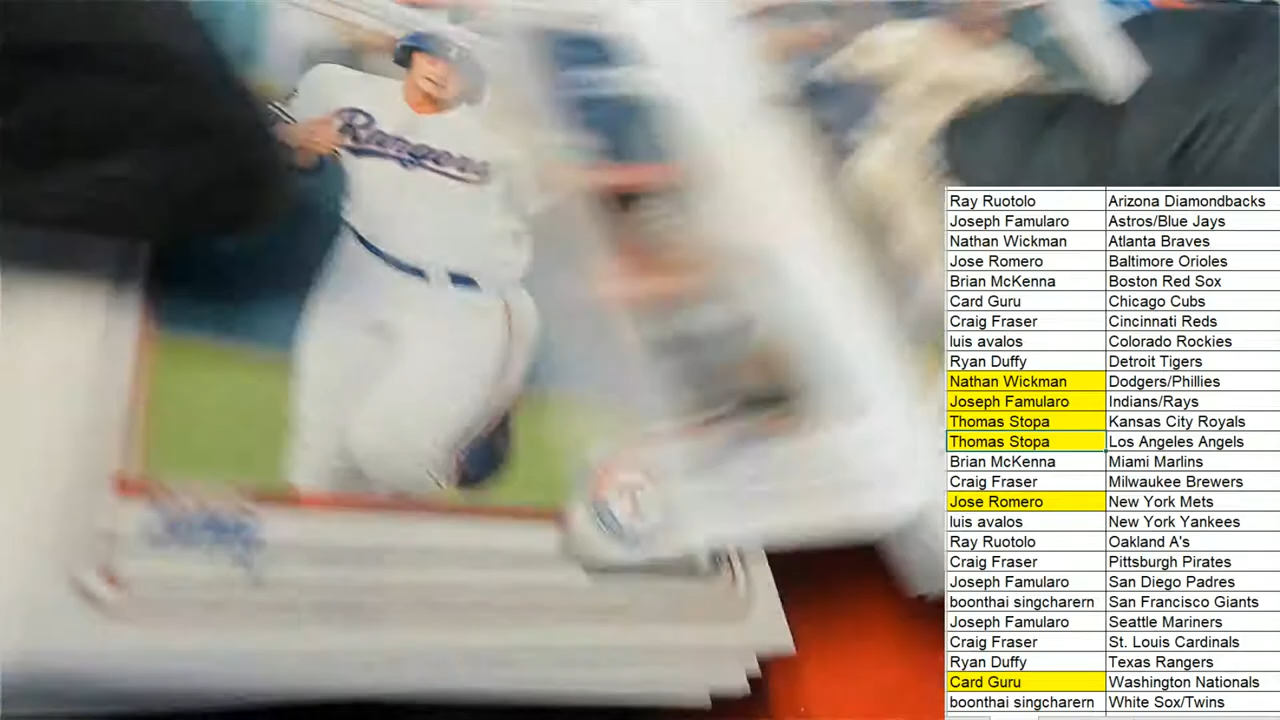 Rangers
Ray Ruotolo Arizona Diamondbacks
Joseph Famularo Astros/Blue Jays
Nathan Wickman Atlanta Braves
Jose Romero Baltimore Orioles
Brian McKenna Boston Red Sox
Card Guru Chicago Cubs
Craig Fraser Cincinnati Reds
luis avalos Colorado Rockies
Ryan Duffy Detroit Tigers
Nathan Wickman Dodgers/Phillies
Joseph Famularo Indians/Rays
Thomas Stopa Kansas City Royals
Thomas Stopa Los Angeles Angels
Brian McKenna Miami Marlins
Craig Fraser Milwaukee Brewers
Jose Romero New York Mets
luis avalos New York Yankees
Ray Ruotolo Oakland A's
Craig Fraser Pittsburgh Pirates
Joseph Famularo San Diego Padres
boonthai singcharern San Francisco Giants
Joseph Famularo Seattle Mariners
Craig Fraser St. Louis Cardinals
Ryan Duffy Texas Rangers
Card Guru Washington Nationals
boonthai singcharern White Sox/Twins